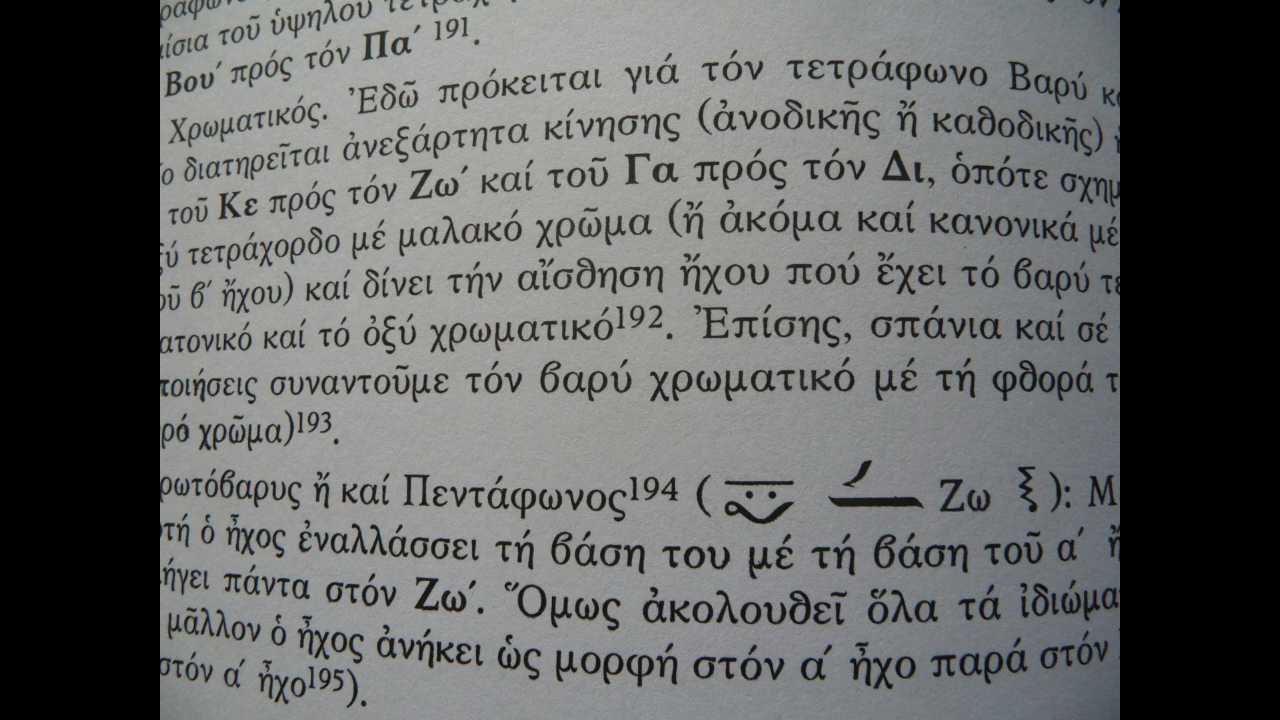 ίσια τοῦ ὑψηλοῦ
Βου΄ πρός τόν Πα΄ 191.
Χρωματικός. Ἐδῶ πρόκειται γιά τόν τετράφωνο Βαρύ κα
ο διατηρεῖται ἀνεξάρτητα κίνησης (ἀνοδικῆς ἤ καθοδικῆς)
τοῦ Κε πρός τόν Ζω΄ καί τοῦ Γα πρός τόν Δι, ὁπότε σχημ
ύ τετράχορδο μέ μαλακό χρῶμα (ἤ ἀκόμα καί κανονικά μέ
οῦ β΄ ἤχου) καί δίνει τήν αἴσθηση ἤχου πού ἔχει τό βαρύ τε
ατονικό καί τό ὀξύ χρωματικό192. Ἐπίσης, σπάνια καί σέ
ποιήσεις συναντοῦμε τόν βαρύ χρωματικό μέ τή φθορά τ
ρό χρῶμα)193.
ρωτόβαρυς ἤ καί Πεντάφωνος194 ( Ζω ξ): Μ
τή ὁ ἦχος ἐναλλάσσει τή βάση του μέ τή βάση τοῦ α΄ ἤ
ήγει πάντα στόν Ζω΄. Ὅμως ἀκολουθεῖ ὅλα τά ἰδιώμα
μᾶλλον ὁ ἦχος ἀνήκει ὡς μορφή στόν α΄ ἦχο παρά στόν
στόν α΄ ἦχο195).